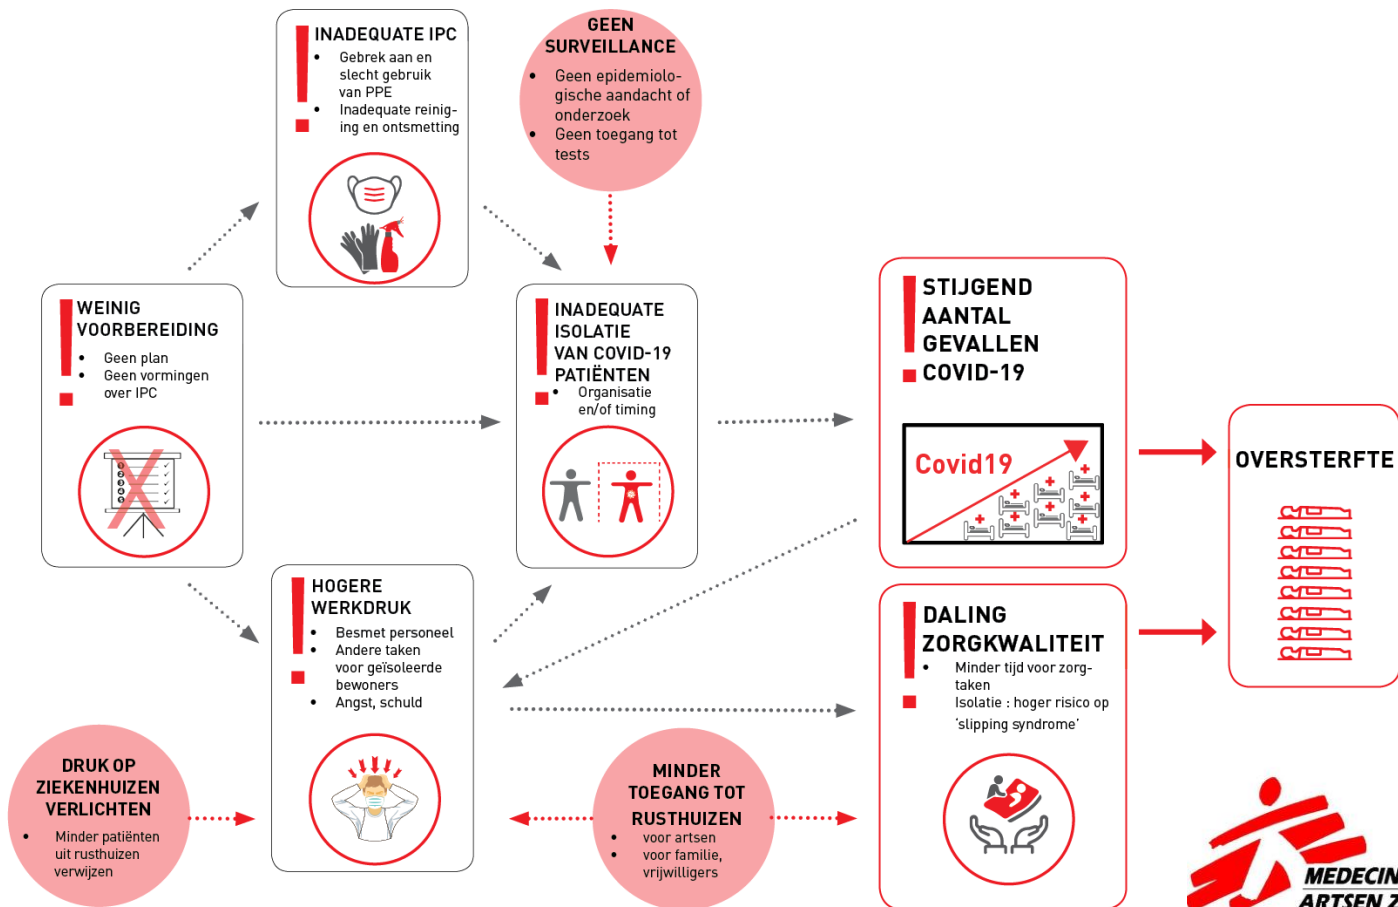 INADEQUATE IPC
• Gebrek aan en
slecht gebruik
van PPE
• Inadequate reinig-
ing en ontsmetting
GEEN
SURVEILLANCE
• Geen epidemiolo-
gische aandacht of
onderzoek
• Geen toegang tot
tests
WEINIG
VOORBEREIDING
• Geen plan
• Geen vormingen
over IPC
INADEQUATE
ISOLATIE
VAN COVID-19
PATIËNTEN
• Organisatie
en/of timing
STIJGEND
AANTAL
GEVALLEN
COVID-19
Covid19
OVERSTERFTE
HOGERE
WERKDRUK
• Besmet personeel
• Andere taken
voor geïsoleerde
bewoners
• Angst, schuld
DALING
ZORGKWALITEIT
• Minder tijd voor zorg-
taken
• Isolatie : hoger risico op
‘slipping syndrome’
DRUK OP
ZIEKENHUIZEN
VERLICHTEN
• Minder patiënten
uit rusthuizen
verwijzen
MINDER
TOEGANG TOT
RUSTHUIZEN
• voor artsen
• voor familie,
vrijwilligers
MEDECIN
ARTSEN Z